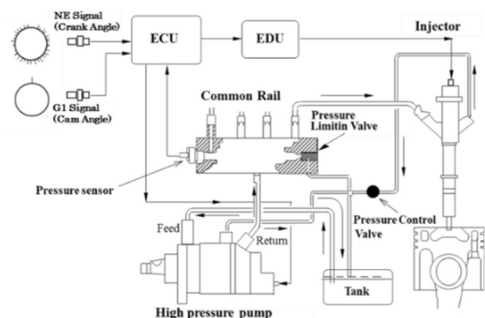 NE Signal
(Crank Angle)
ECU
EDU
Injector
G1 Signal
(Cam Angle)
Common Rail
Pressure
Limitin Valve
Pressure sensor
Feed
Return
Pressure Control
Valve
Tank
High pressure pump